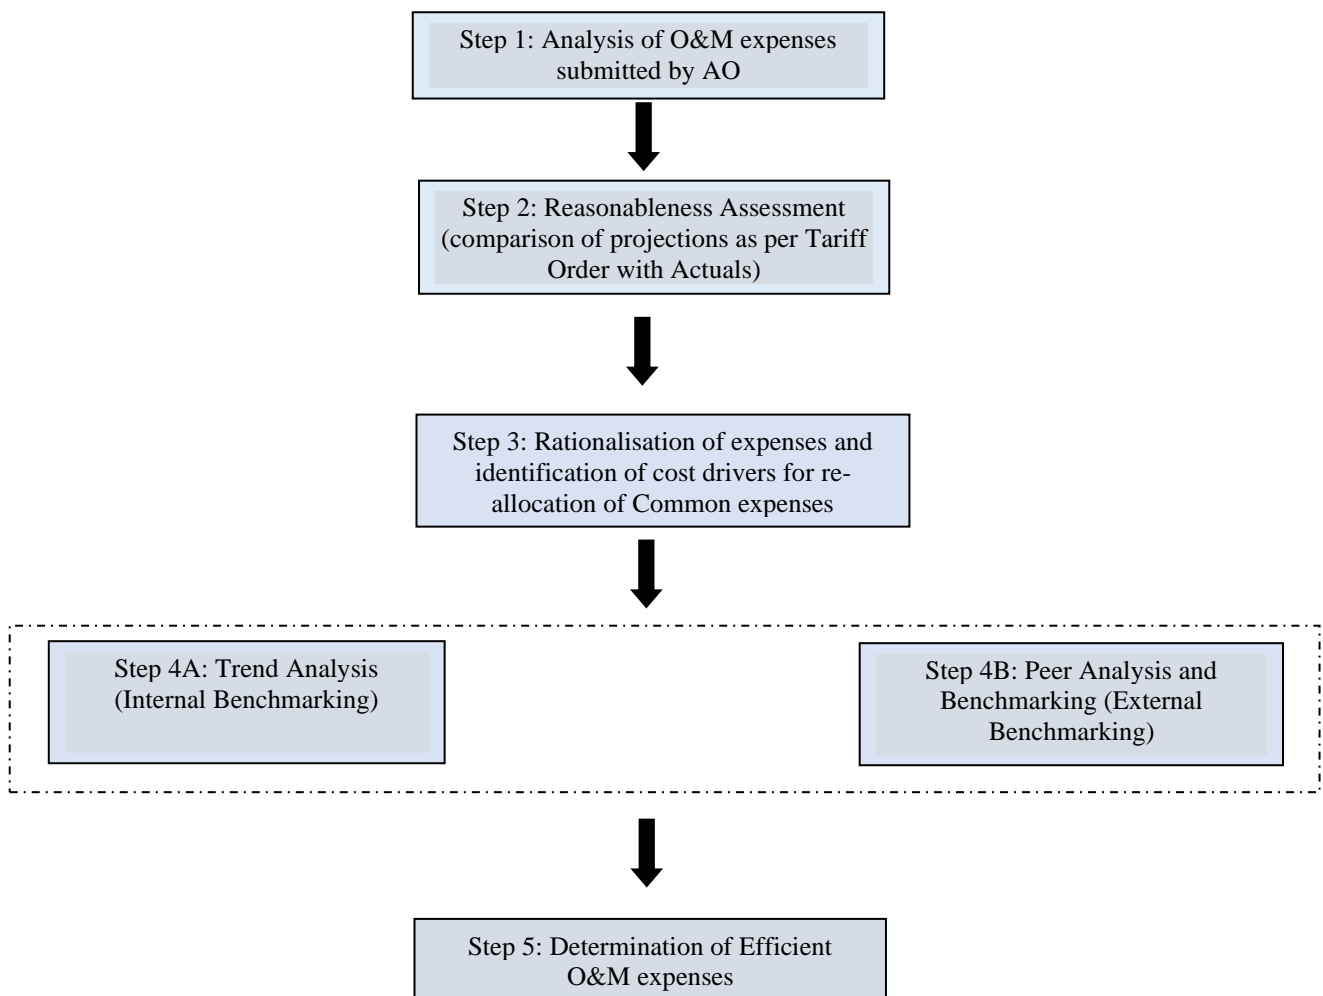 Step 1: Analysis of O&M expenses
submitted by AO
Step 2: Reasonableness Assessment
(comparison of projections as per Tariff
Order with Actuals)
Step 3: Rationalisation of expenses and
identification of cost drivers for re-
allocation of Common expenses
Step 4A: Trend Analysis
(Internal Benchmarking)
Step 4B: Peer Analysis and
Benchmarking (External
Benchmarking)
Step 5: Determination of Efficient
O&M expenses